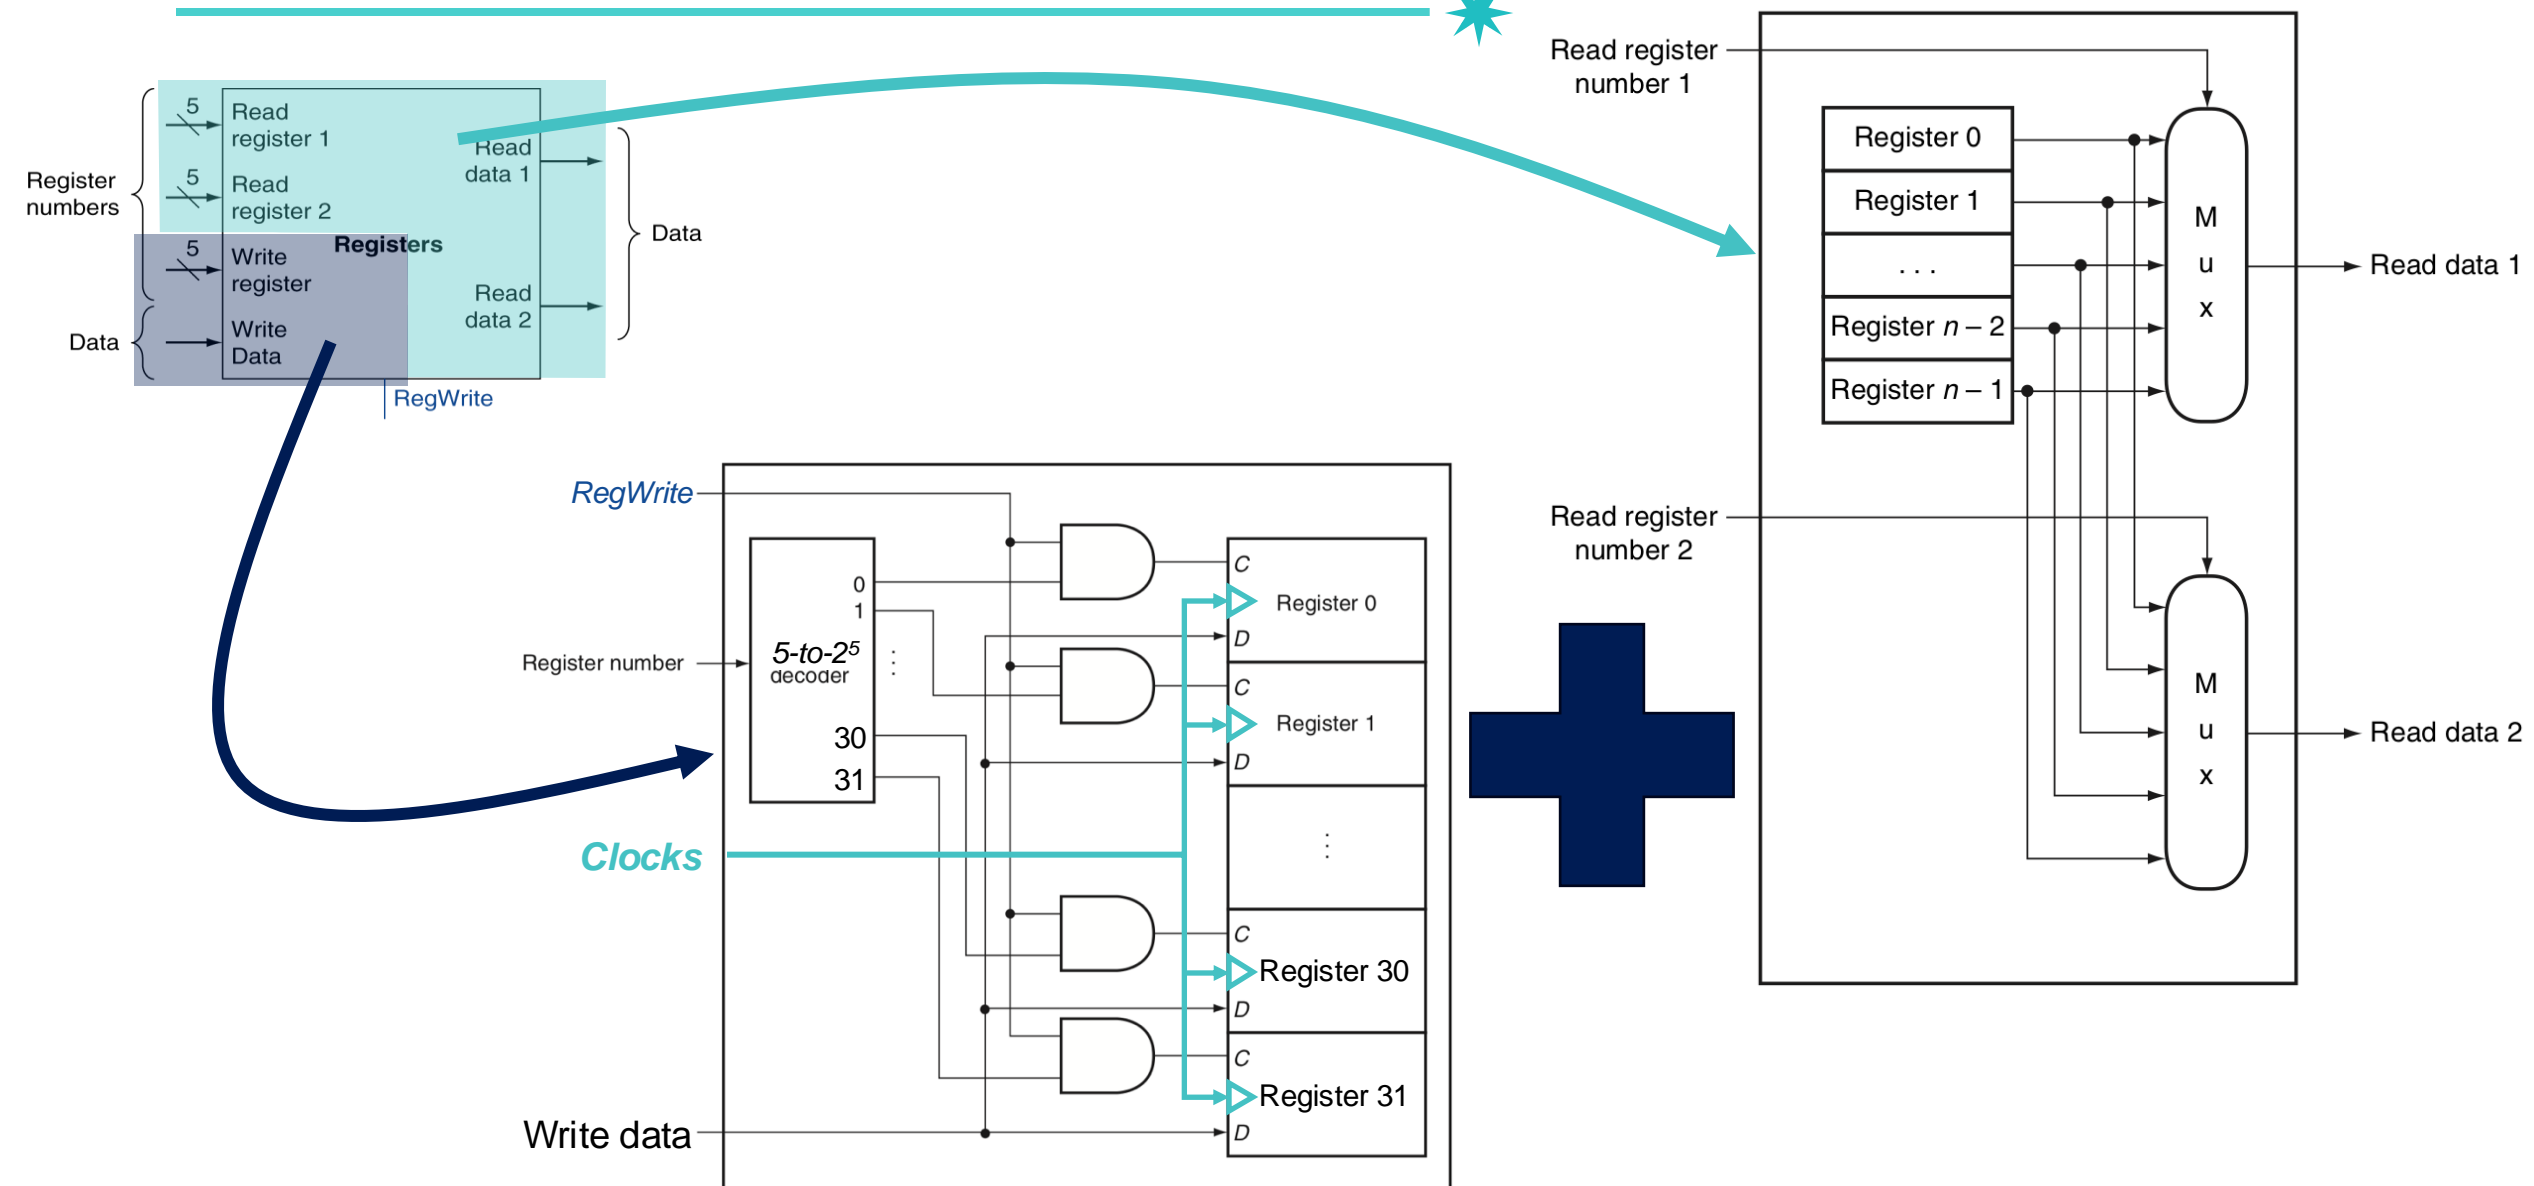 Register
numbers
5
Read
register 1
5
Read
register 2
5
Write
register
Data
Write
Data
Registers
Read
data 1
Read
data 2
Data
RegWrite
Read register
number 1
Register 0
Register 1
. . .
Register n – 2
Register n – 1
M
u
x
Read data 1
Read register
number 2
M
u
x
Read data 2
RegWrite
Register number
0
1
5-to-2⁵
decoder
⋮
30
31
Clocks
Write data
C
Register 0
D
C
Register 1
D
⋮
C
Register 30
D
C
Register 31
D